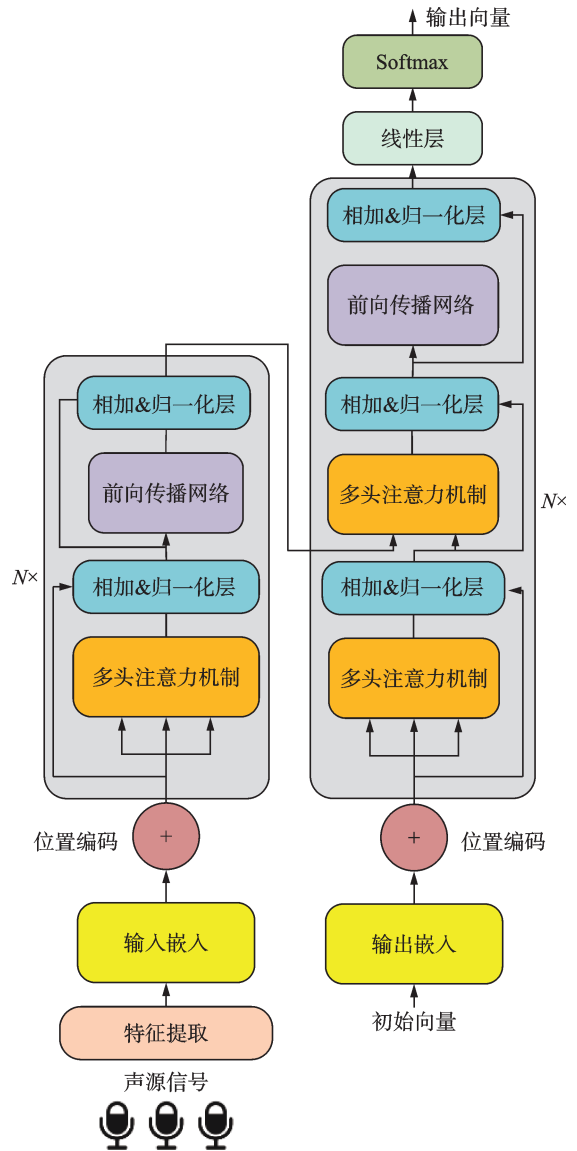 输出向量
Softmax
线性层
相加&归一化层
前向传播网络
相加&归一化层
多头注意力机制
N×
相加&归一化层
多头注意力机制
+
位置编码
输出嵌入
初始向量
相加&归一化层
前向传播网络
N×
相加&归一化层
多头注意力机制
位置编码
+
输入嵌入
特征提取
声源信号